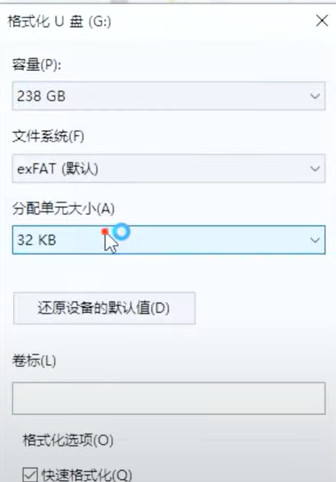 格式化 U 盘 (G:)
容量(P):
238 GB
文件系统(F)
exFAT (默认)
分配单元大小(A)
32 KB
还原设备的默认值(D)
卷标(L)
格式化选项(O)
快速格式化(Q)